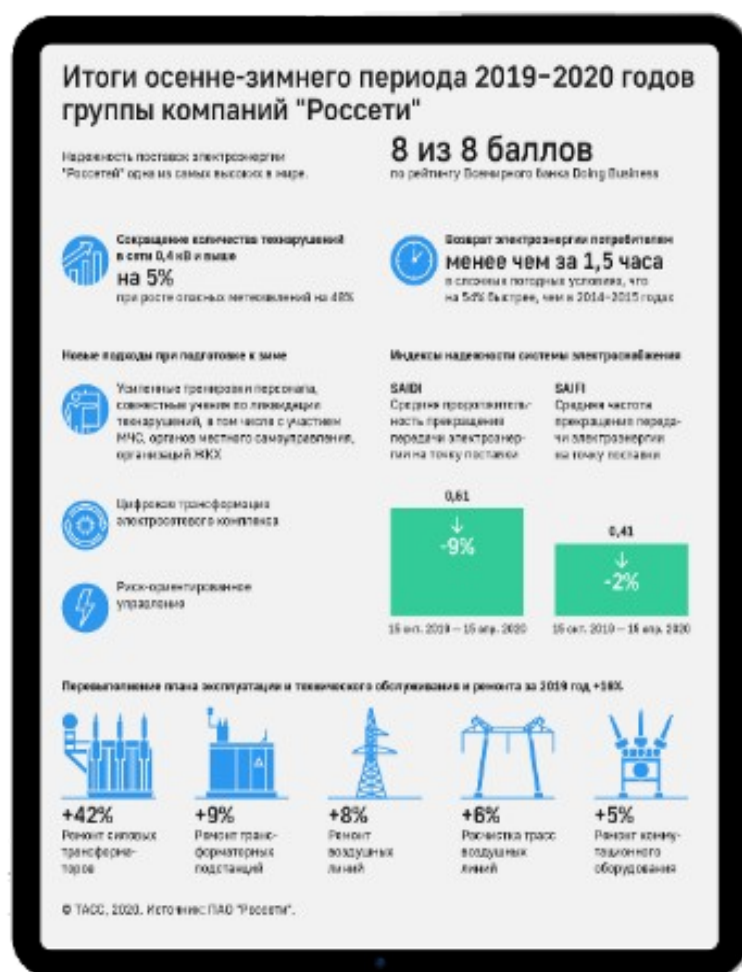 Итоги осенне-зимнего периода 2019–2020 годов
группы компаний "Россети"
Надежность поставок электроэнергии
"Россетей" одна из самых высоких в мире.
8 из 8 баллов
по рейтингу Всемирного банка Doing Business
Сокращение количества технарушений
в сети 0,4 кВ и выше
на 5%
при росте опасных метеоявлений на 48%
Возврат электроэнергии потребителям
менее чем за 1,5 часа
в сложных погодных условиях, что
на 54% быстрее, чем в 2014–2015 годах
Новые подходы при подготовке к зиме
Усиленные тренировки персонала,
совместные учения по ликвидации
технарушений, в том числе с участием
МЧС, органов местного самоуправления,
организаций ЖКХ
Цифровая трансформация
электросетевого комплекса
Риск-ориентированное
управление
Индексы надежности системы электроснабжения
SAIDI
Средняя продолжитель-
ность прекращения
передачи электроэнер-
гии на точку поставки
SAIFI
Средняя частота
прекращения переда-
чи электроэнергии
на точку поставки
0,61
-9%
15 окт. 2019 — 15 апр. 2020
0,41
-2%
15 окт. 2019 — 15 апр. 2020
Перевыполнение плана эксплуатации и технического обслуживания и ремонта за 2019 год +16%
+42%
Ремонт силовых
трансформа-
торов
+9%
Ремонт транс-
форматорных
подстанций
+8%
Ремонт
воздушных
линий
+6%
Расчистка трасс
воздушных
линий
+5%
Ремонт комму-
тационного
оборудования
© ТАСС, 2020. Источник: ПАО "Россети".